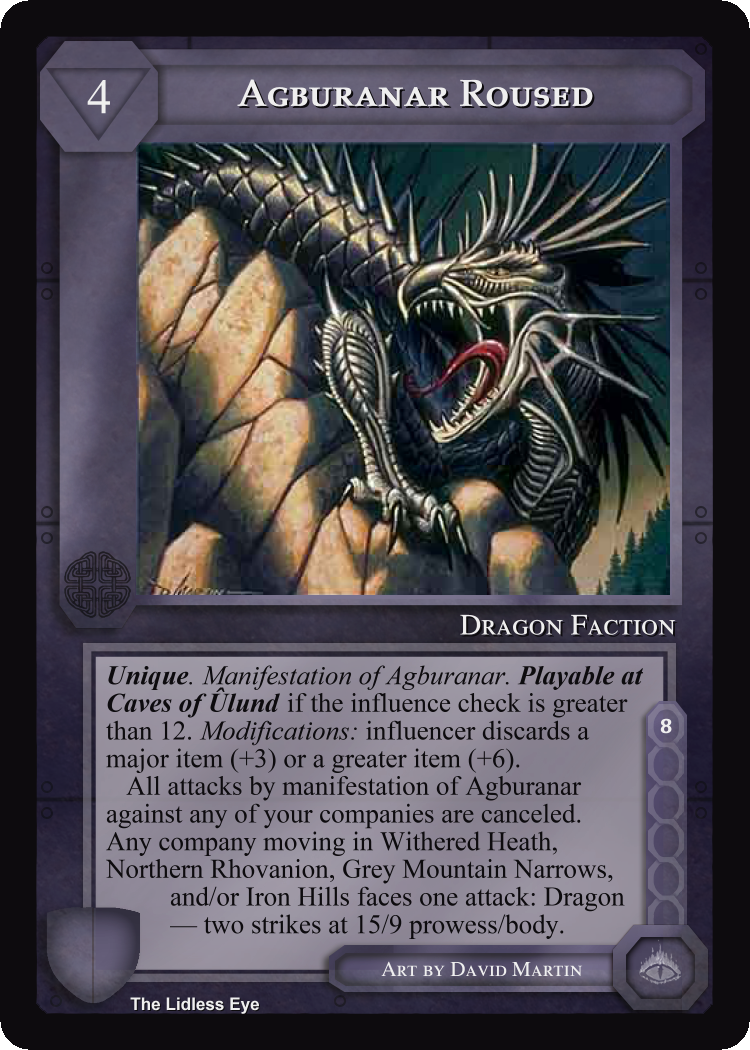 4
AGBURANAR ROUSED
D. MARTIN
DRAGON FACTION
Unique. Manifestation of Agburanar. Playable at
Caves of Ûlund if the influence check is greater
than 12. Modifications: influencer discards a
major item (+3) or a greater item (+6).
All attacks by manifestation of Agburanar
against any of your companies are canceled.
Any company moving in Withered Heath,
Northern Rhovanion, Grey Mountain Narrows,
and/or Iron Hills faces one attack: Dragon
— two strikes at 15/9 prowess/body.
8
ART BY DAVID MARTIN
The Lidless Eye